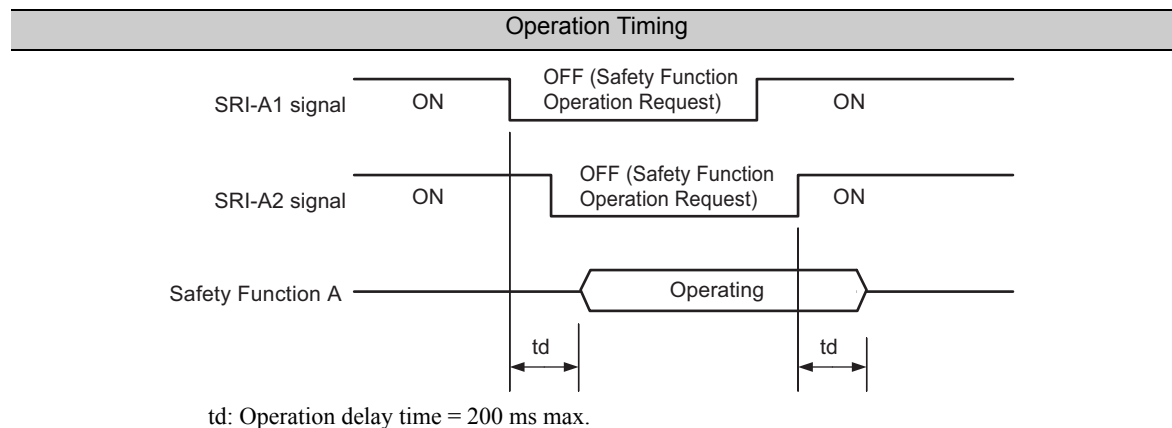 Operation Timing
SRI-A1 signal
ON
OFF (Safety Function
Operation Request)
ON
SRI-A2 signal
ON
OFF (Safety Function
Operation Request)
ON
Safety Function A
Operating
td
td
td: Operation delay time = 200 ms max.